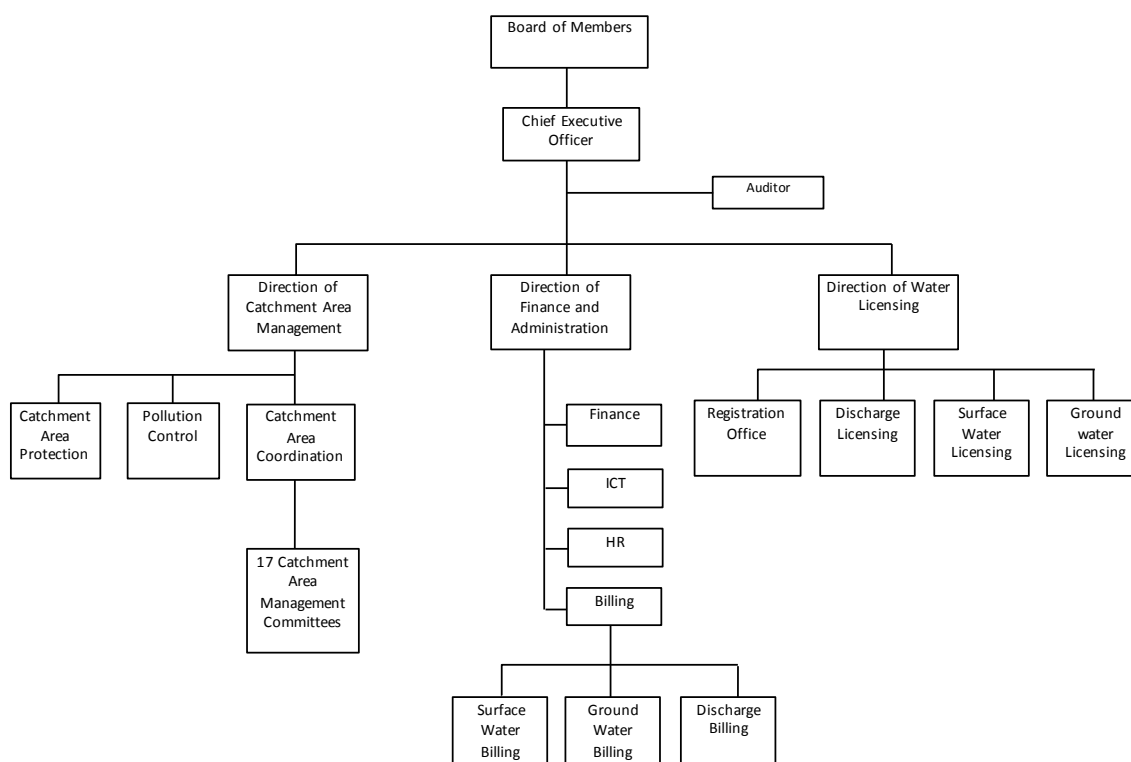 Board of Members
Chief Executive
Officer
Auditor
Direction of
Catchment Area
Management
Direction of
Finance and
Administration
Direction of Water
Licensing
Catchment
Area
Protection
Pollution
Control
Catchment
Area
Coordination
Finance
ICT
HR
Billing
Registration
Office
Discharge
Licensing
Surface
Water
Licensing
Ground
water
Licensing
17 Catchment
Area
Management
Committees
Surface
Water
Billing
Ground
Water
Billing
Discharge
Billing